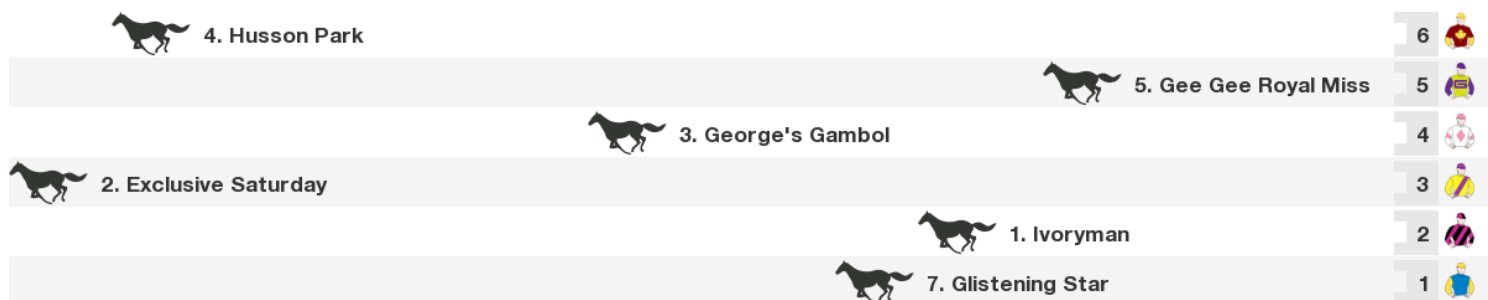 4. Husson Park 6
5. Gee Gee Royal Miss 5
3. George's Gambol 4
2. Exclusive Saturday 3
1. Ivoryman 2
7. Glistening Star 1